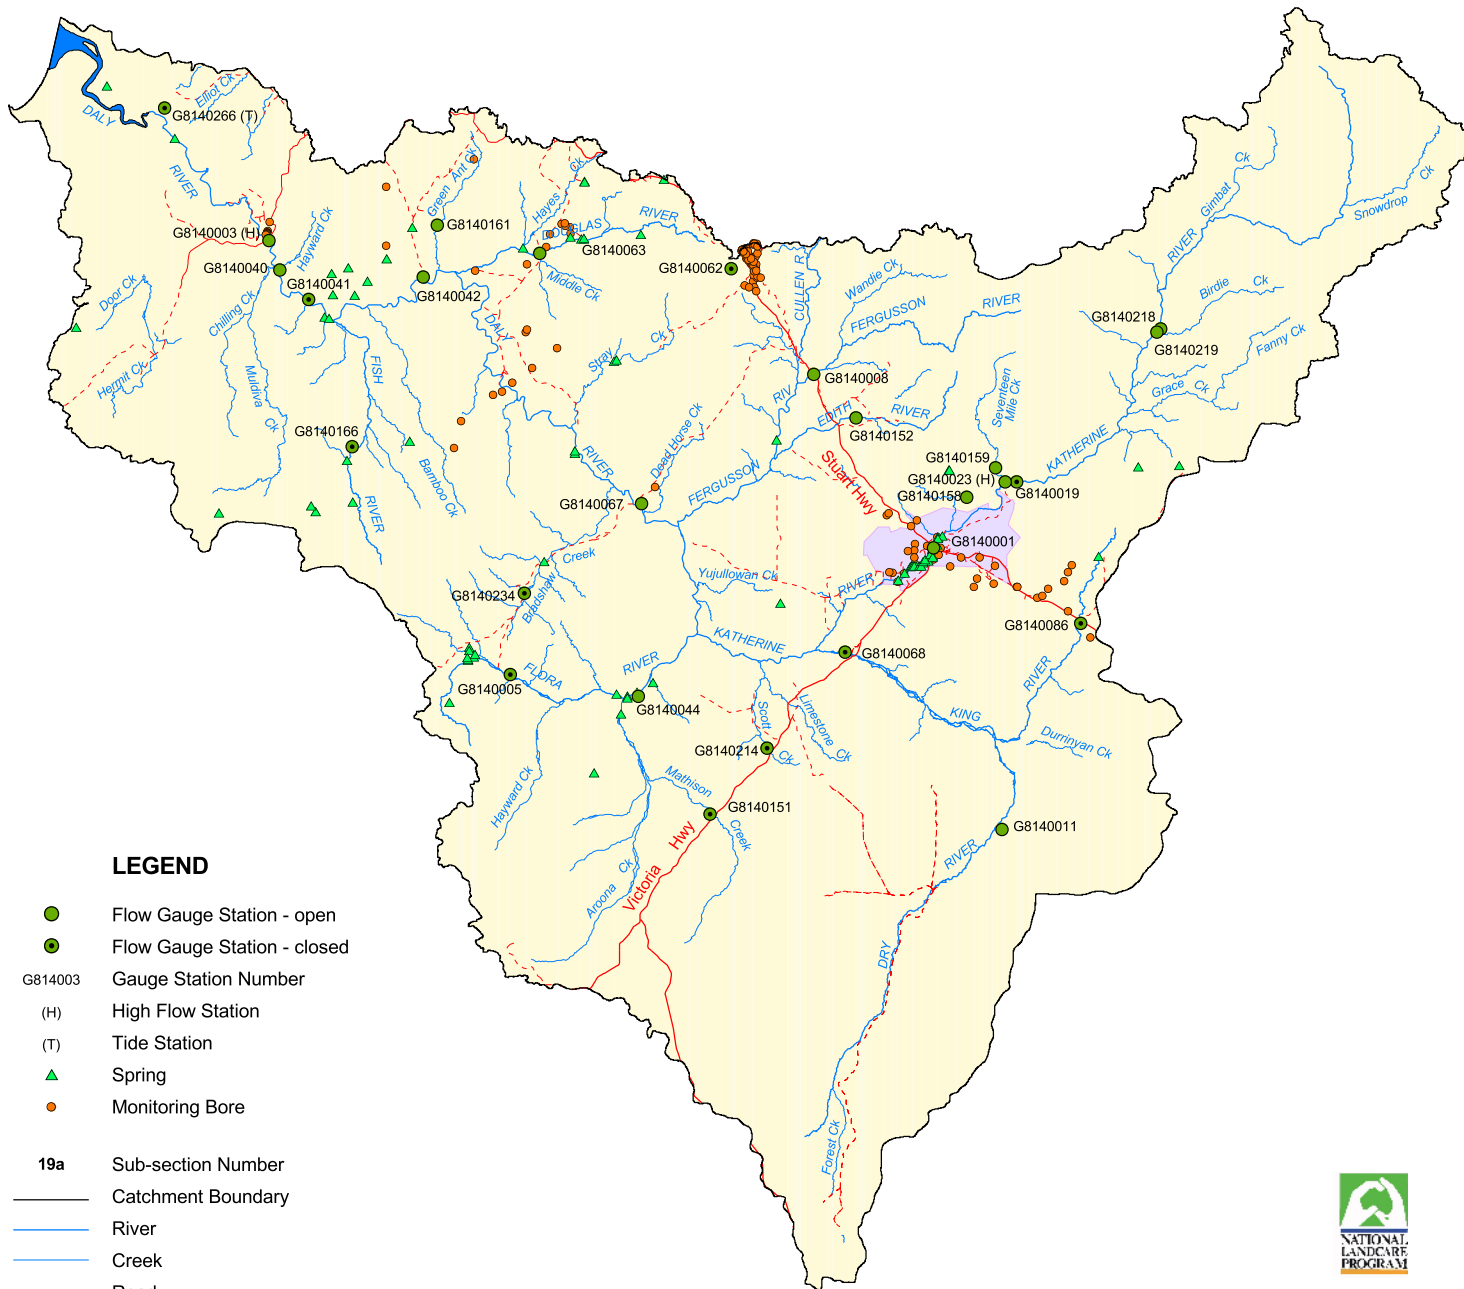 Elliot Ck
G8140266 (T)
DALY
RIVER
Green Ant Ck
Hayes Ck
G8140161
DOUGLAS
RIVER
G8140063
G8140003 (H)
Hayward Ck
G8140040
G8140041
G8140042
Middle Ck
G8140062
CULLEN R
Wandie Ck
FERGUSSON
RIVER
Gimbat Ck
RIVER
Snowdrop Ck
Birdie Ck
G8140218
G8140219
Fanny Ck
Grace Ck
Door Ck
Chilling Ck
Hermit Ck
Muldiva Ck
FISH
DALY
Stray Ck
G8140008
RIV
EDITH
RIVER
G8140152
Seventeen
Mile Ck
KATHERINE
G8140166
Bamboo Ck
RIVER
RIVER
Dead Horse Ck
FERGUSSON
Stuart Hwy
G8140159
G8140023 (H)
G8140019
G8140158
G8140067
G8140001
Creek
Bradshaw
G8140234
Yujullowan Ck
RIVER
G8140086
KATHERINE
G8140068
RIVER
G8140005
FLORA
RIVER
G8140044
Scott Ck
Limestone Ck
KING
Durrinyan Ck
G8140214
Hayward Ck
Mathison
Creek
G8140151
G8140011
RIVER
Aroona Ck
Victoria Hwy
DRY
Forest Ck
LEGEND
Flow Gauge Station - open
Flow Gauge Station - closed
G814003 Gauge Station Number
(H) High Flow Station
(T) Tide Station
Spring
Monitoring Bore
19a Sub-section Number
Catchment Boundary
River
Creek
NATIONAL
LANDCARE
PROGRAM